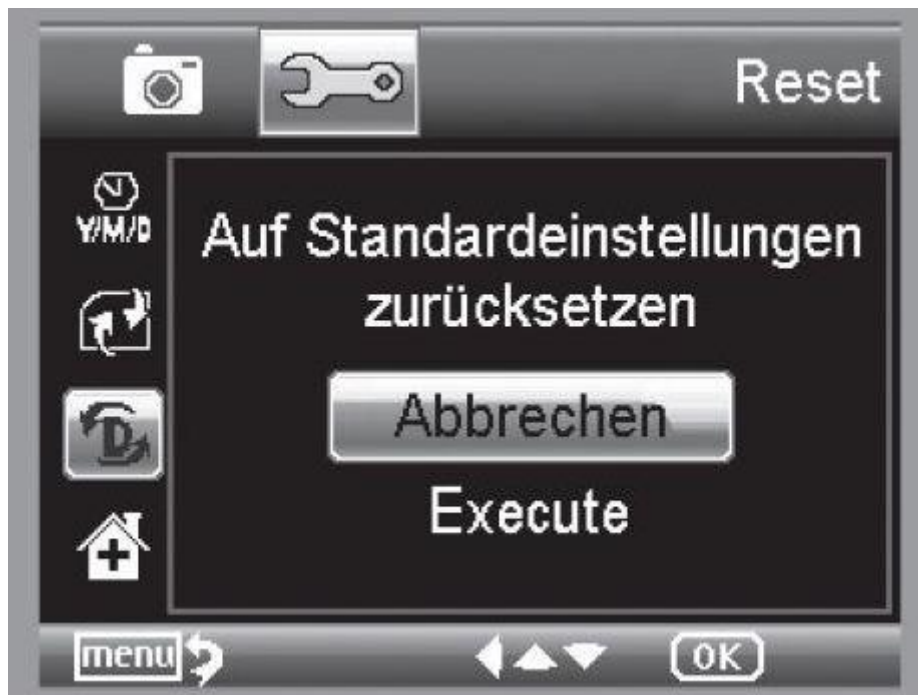 Reset
Y/M/D
Auf Standardeinstellungen
zurücksetzen
D
Abbrechen
Execute
menu
OK